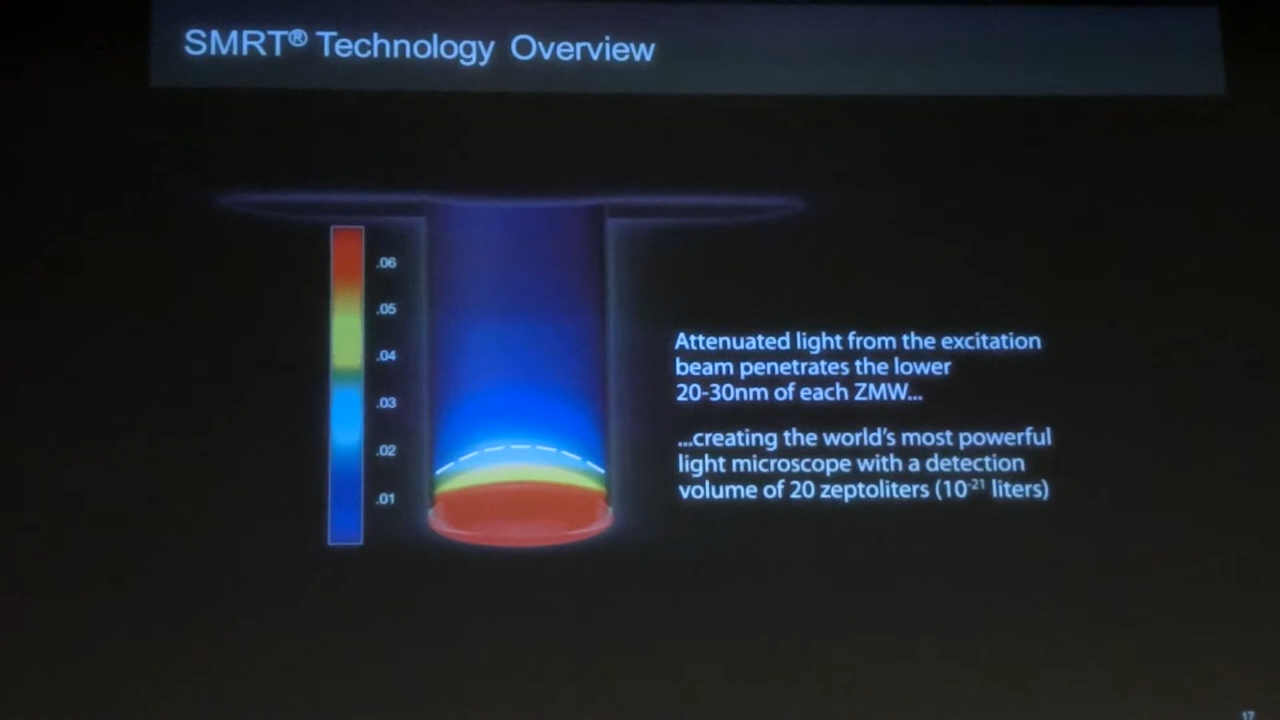 SMRT® Technology Overview
.06
.05
.04
.03
.02
.01
Attenuated light from the excitation
beam penetrates the lower
20-30nm of each ZMW...
...creating the world's most powerful
light microscope with a detection
volume of 20 zeptoliters (10⁻²¹ liters)
17